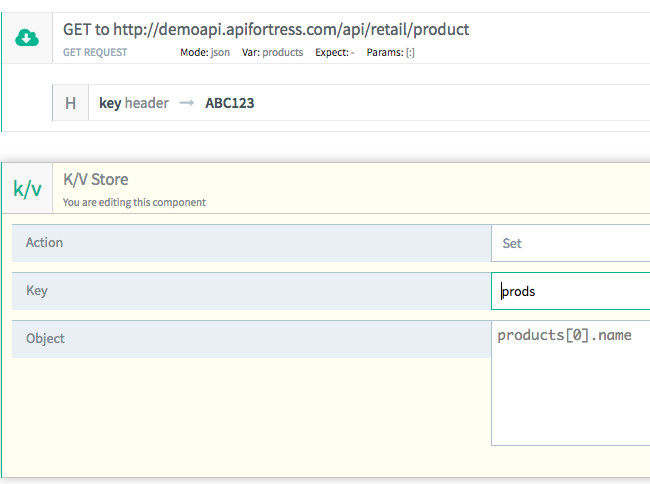 GET to http://demoapi.apifortress.com/api/retail/product
GET REQUEST Mode: json Var: products Expect: - Params: [:]
H key header → ABC123
k/v K/V Store
You are editing this component
Action Set
Key prods
Object products[0].name